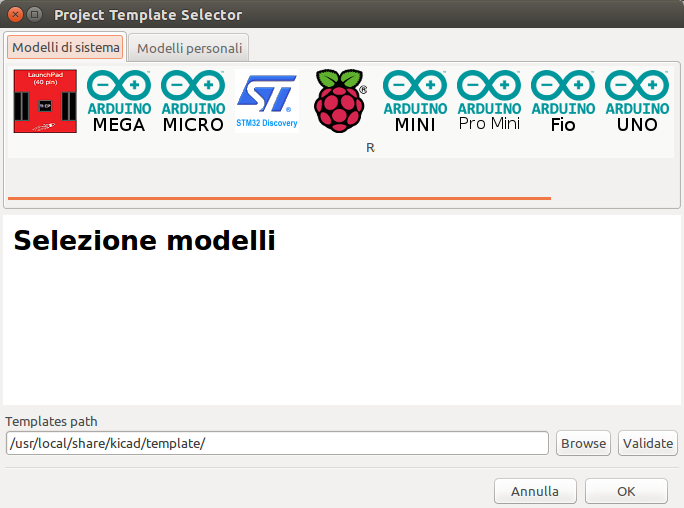 Project Template Selector
Modelli di sistema
Modelli personali
LaunchPad
(40 pin)
ARDUINO
MEGA
ARDUINO
MICRO
STM32 Discovery
®
ARDUINO
MINI
ARDUINO
Pro Mini
ARDUINO
Fio
ARDUINO
UNO
R
Selezione modelli
Templates path
/usr/local/share/kicad/template/
Browse
Validate
Annulla
OK